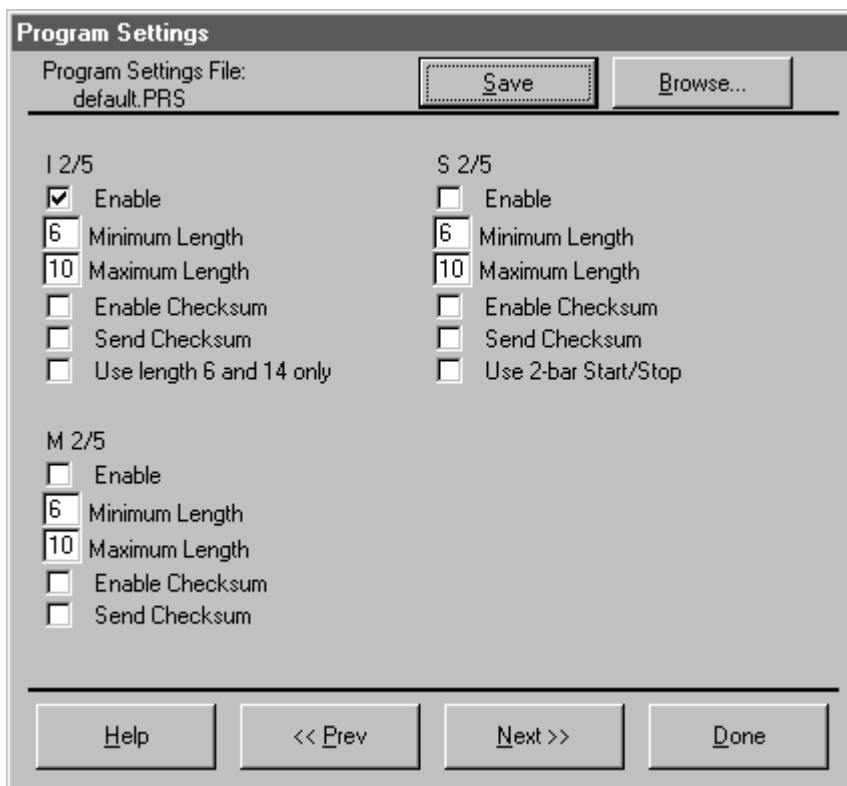 Program Settings
Program Settings File:
default.PRS
Save
Browse...
I 2/5
Enable
6 Minimum Length
10 Maximum Length
Enable Checksum
Send Checksum
Use length 6 and 14 only
S 2/5
Enable
6 Minimum Length
10 Maximum Length
Enable Checksum
Send Checksum
Use 2-bar Start/Stop
M 2/5
Enable
6 Minimum Length
10 Maximum Length
Enable Checksum
Send Checksum
Help
<< Prev
Next >>
Done